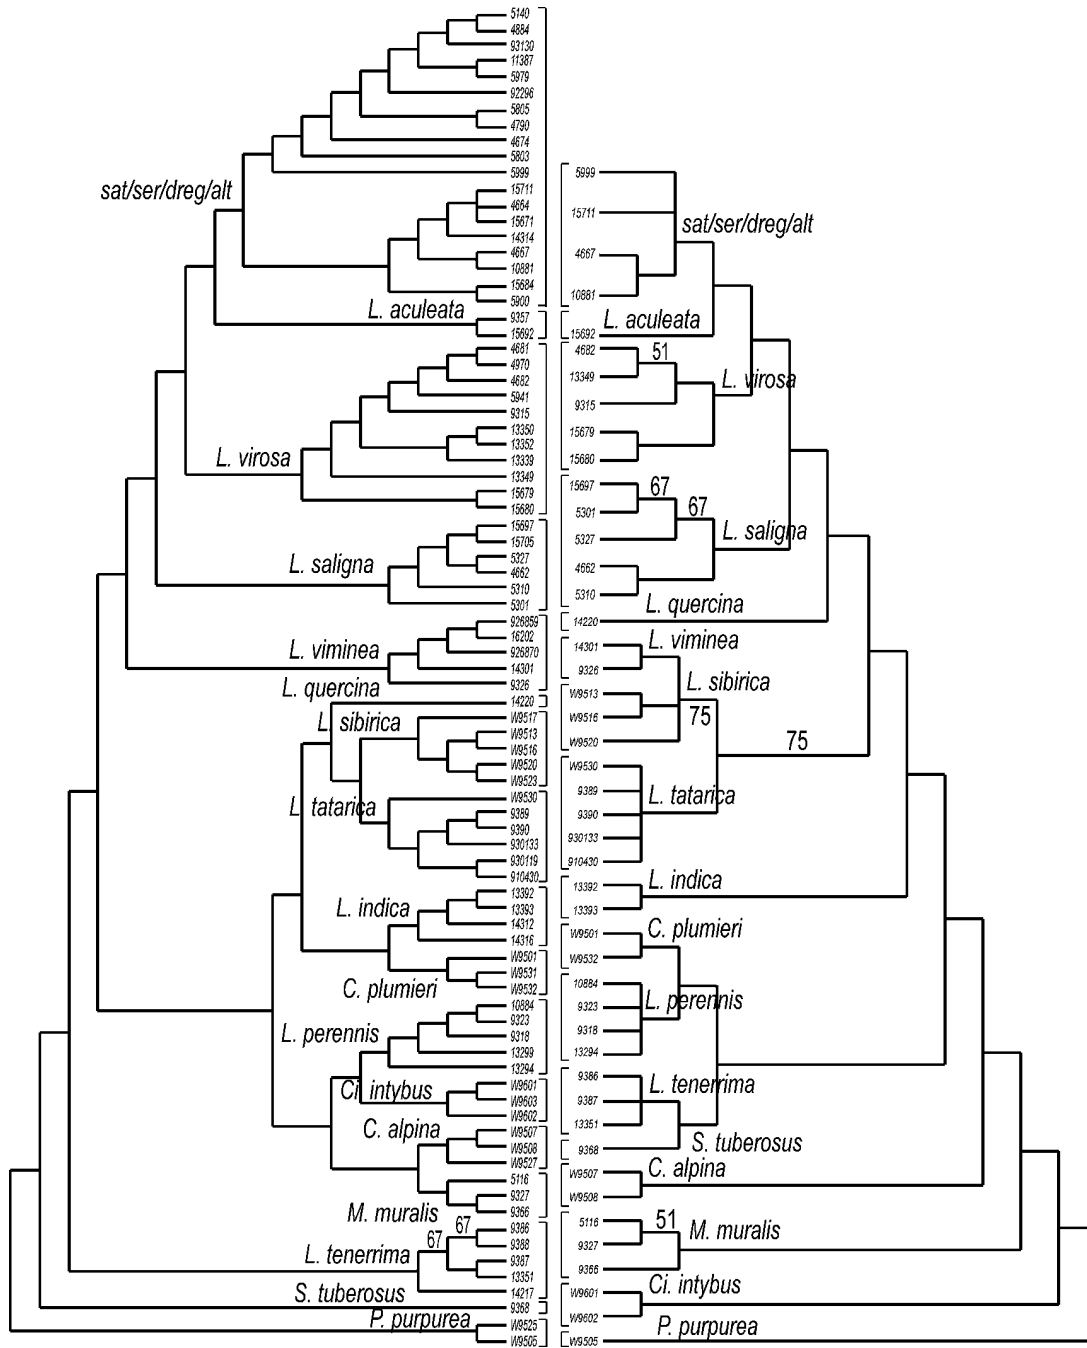 5140
4884
93130
11387
5979
92296
5805
4790
4674
5803
5999
sat/ser/dreg/alt
15711
4664
15671
14314
4667
10881
15684
5900
L. aculeata
9357
15692
4681
4970
4682
5941
9315
13350
13352
13339
L. virosa
13349
15679
15680
15697
15705
5327
L. saligna
4662
5310
5301
926859
16202
L. viminea
926870
14301
9326
L. quercina
14220
L. sibirica
W9517
W9513
W9516
W9520
W9523
L. tatarica
W9530
9389
9390
930133
930119
910430
13392
L. indica
13393
14312
14316
W9501
W9531
C. plumieri
W9532
10884
9323
L. perennis
9318
13299
13294
Ci. intybus
W9601
W9603
W9602
C. alpina
W9507
W9508
W9527
5116
9327
M. muralis
9366
67
9386
67
9388
L. tenerrima
9387
13351
14217
S. tuberosus
9368
P. purpurea
W9525
W9505
5999
15711
sat/ser/dreg/alt
4667
10881
L. aculeata
15692
4682
51
13349
L. virosa
9315
15679
15680
15697
67
5301
67
L. saligna
5327
4662
5310
L. quercina
14220
L. viminea
14301
9326
L. sibirica
W9513
W9516
75
W9520
75
W9530
9389
L. tatarica
9390
930133
910430
L. indica
13392
13393
C. plumieri
W9501
W9532
10884
L. perennis
9323
9318
13294
9386
L. tenerrima
9387
13351
S. tuberosus
9368
C. alpina
W9507
W9508
5116
51
M. muralis
9327
9366
Ci. intybus
W9601
W9602
P. purpurea
W9505